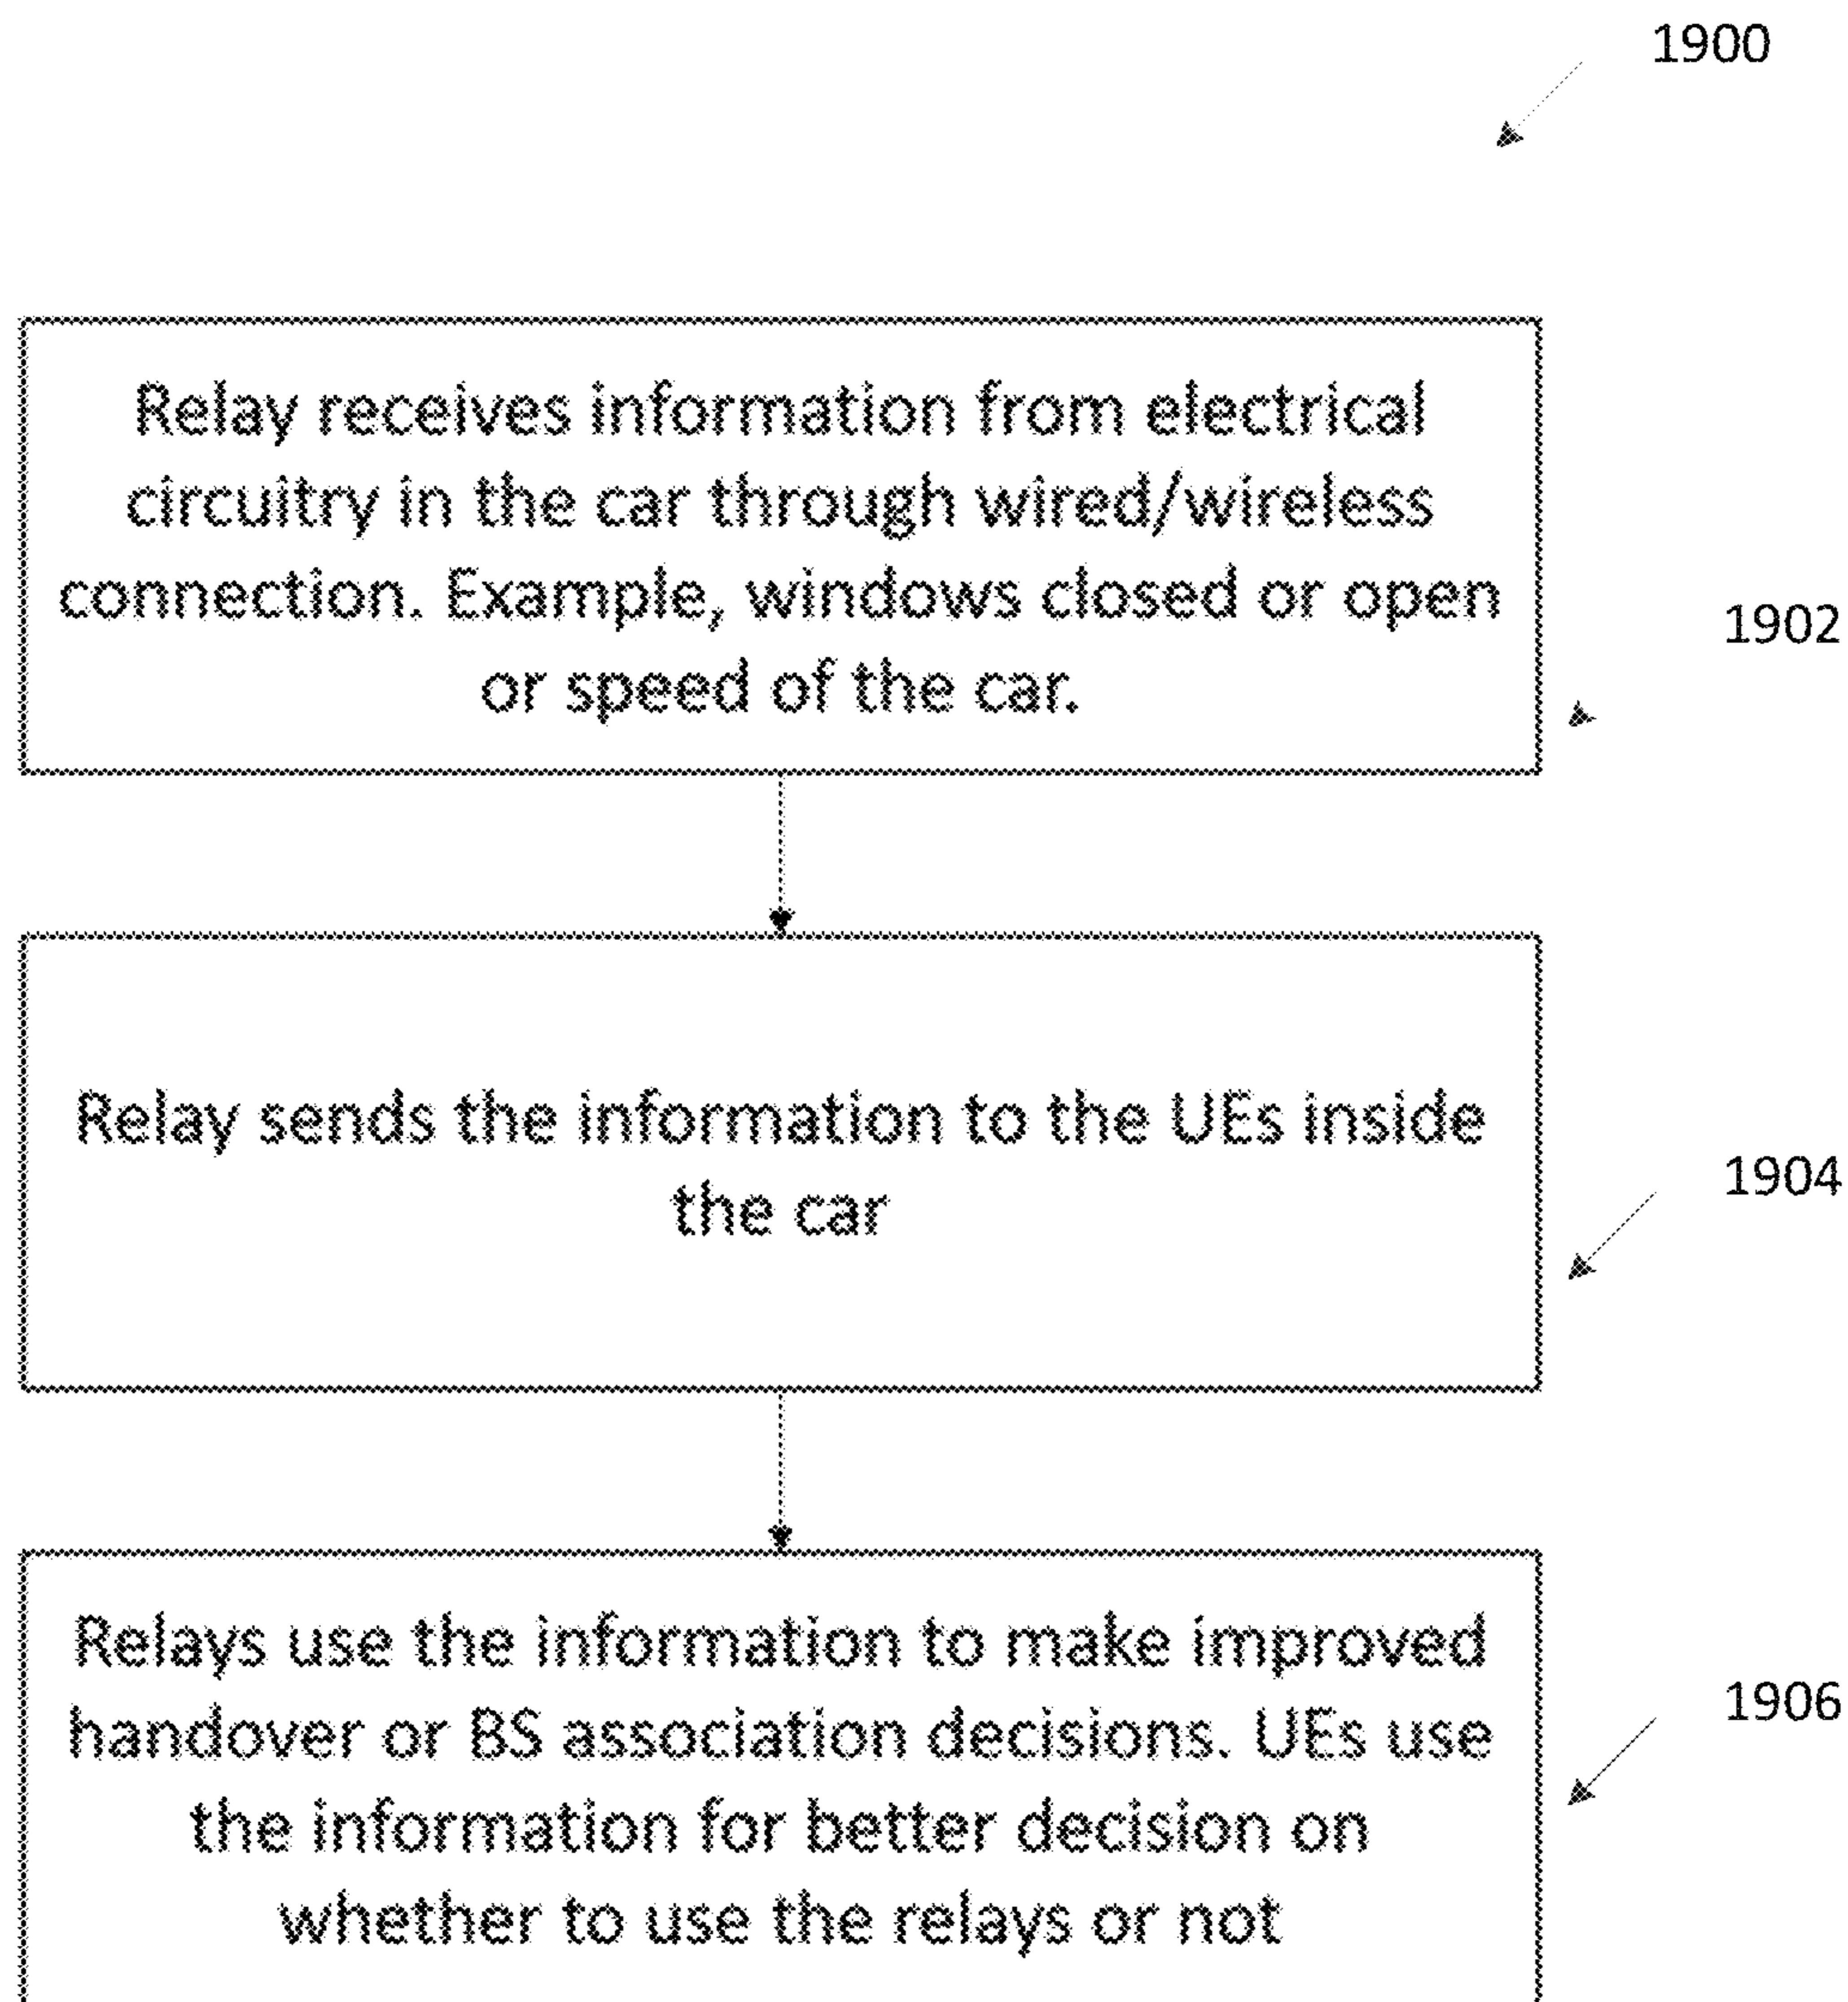 1900
Relay receives information from electrical
circuitry in the car through wired/wireless
connection. Example, windows closed or open
or speed of the car.
1902
Relay sends the information to the UEs inside
the car
1904
Relays use the information to make improved
handover or BS association decisions. UEs use
the information for better decision on
whether to use the relays or not
1906